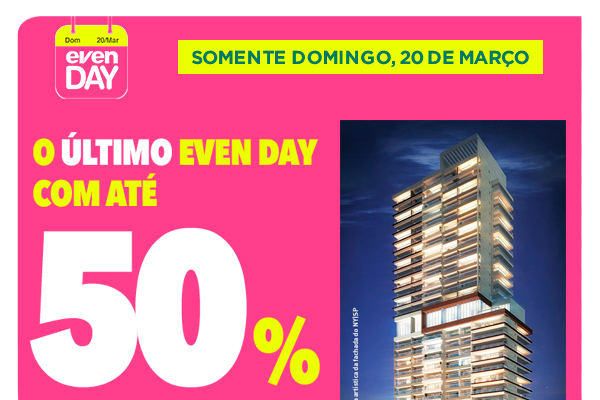 Dom 20/Mar
even
DAY
SOMENTE DOMINGO, 20 DE MARÇO
O ÚLTIMO EVEN DAY
COM ATÉ
50%
artística da fachada do NYSP